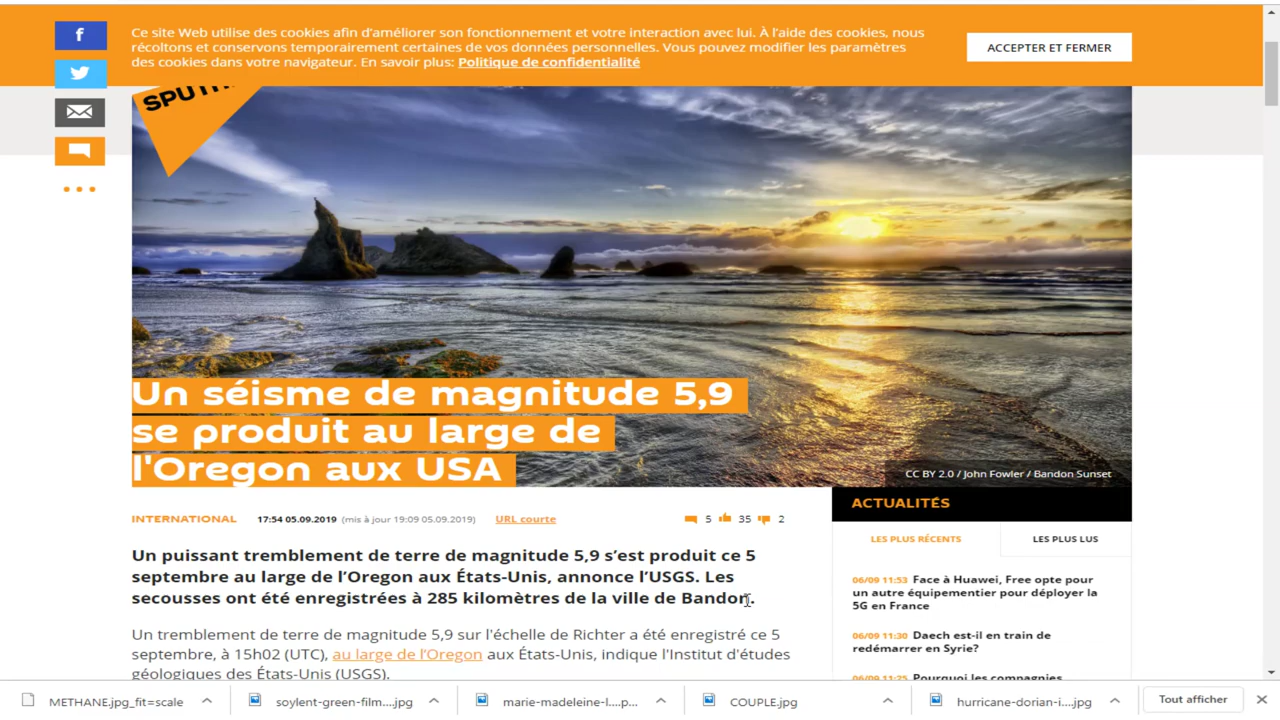 f
Ce site Web utilise des cookies afin d'améliorer son fonctionnement et votre interaction avec lui. À l'aide des cookies, nous
récoltons et conservons temporairement certaines de vos données personnelles. Vous pouvez modifier les paramètres
des cookies dans votre navigateur. En savoir plus: Politique de confidentialité
ACCEPTER ET FERMER
Un séisme de magnitude 5,9
se produit au large de
l'Oregon aux USA
CC BY 2.0 / John Fowler / Bandon Sunset
INTERNATIONAL 17:54 05.09.2019 (mis à jour 19:09 05.09.2019) URL courte 5 35 2
Un puissant tremblement de terre de magnitude 5,9 s’est produit ce 5
septembre au large de l’Oregon aux États-Unis, annonce l’USGS. Les
secousses ont été enregistrées à 285 kilomètres de la ville de Bandon.
Un tremblement de terre de magnitude 5,9 sur l'échelle de Richter a été enregistré ce 5
septembre, à 15h02 (UTC), au large de l’Oregon aux États-Unis, indique l'Institut d'études
géologiques des États-Unis (USGS).
ACTUALITÉS
LES PLUS RÉCENTS LES PLUS LUS
06/09 11:53 Face à Huawei, Free opte pour
un autre équipementier pour déployer la
5G en France
06/09 11:30 Daech est-il en train de
redémarrer en Syrie?
Pourquoi les compagnies
METHANE.jpg_fit=scale soylent-green-film....jpg marie-madeleine-l....p... COUPLE.jpg hurricane-dorian-i....jpg Tout afficher